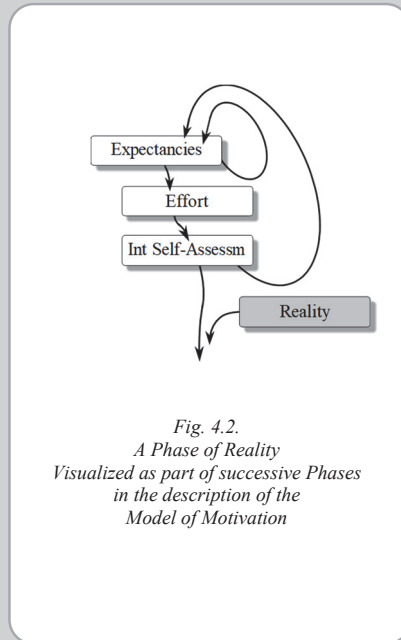 Expectancies
Effort
Int Self-Assessm
Reality
Fig. 4.2.
A Phase of Reality
Visualized as part of successive Phases
in the description of the
Model of Motivation